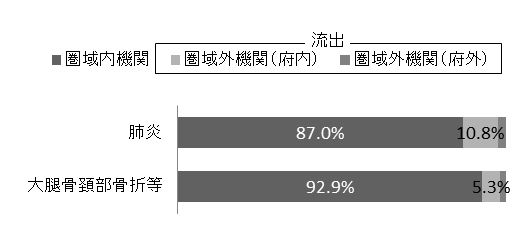 流出
■圏域内機関 ■圏域外機関(府内) ■圏域外機関(府外)
肺炎 87.0% 10.8%
大腿骨頚部骨折等 92.9% 5.3%